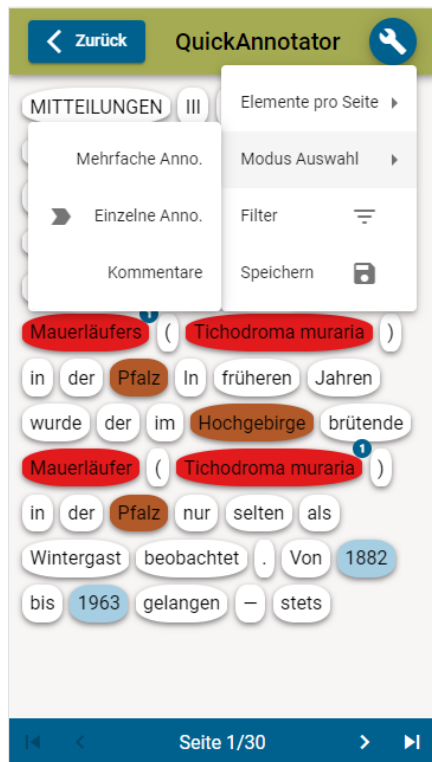 Zurück QuickAnnotator
MITTEILUNGEN III
Elemente pro Seite
Modus Auswahl
Filter
Speichern
Mehrfache Anno.
Einzelne Anno.
Kommentare
1
Mauerläufers ( Tichodroma muraria )
in der Pfalz In früheren Jahren
wurde der im Hochgebirge brütende
1
Mauerläufer ( Tichodroma muraria )
in der Pfalz nur selten als
Wintergast beobachtet . Von 1882
bis 1963 gelangen — stets
Seite 1/30